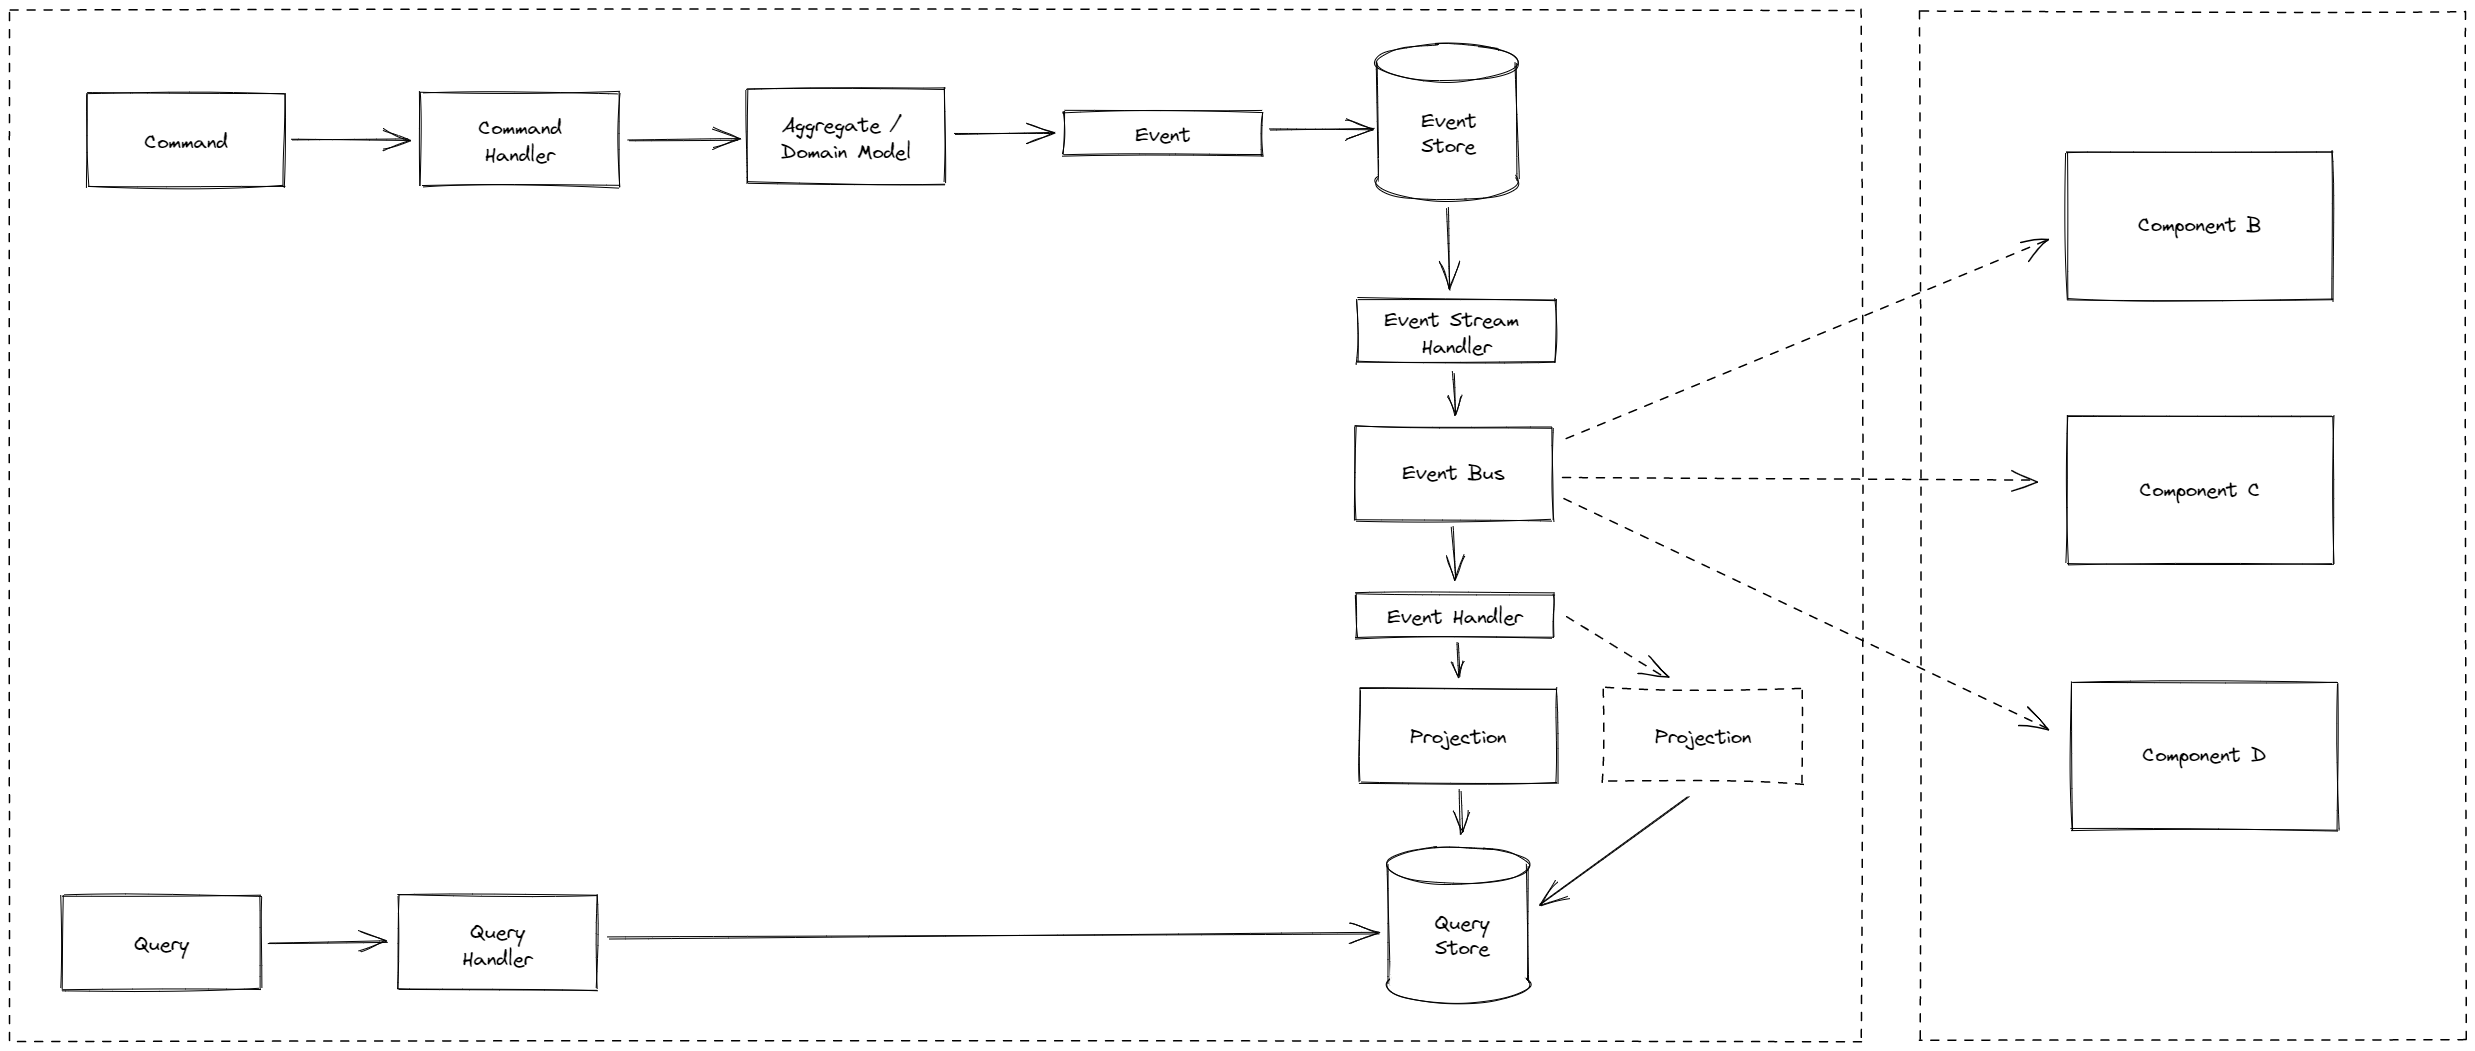 Command
Command
Handler
Aggregate /
Domain Model
Event
Event
Store
Event Stream
Handler
Event Bus
Event Handler
Projection
Projection
Query
Query
Handler
Query
Store
Component B
Component C
Component D